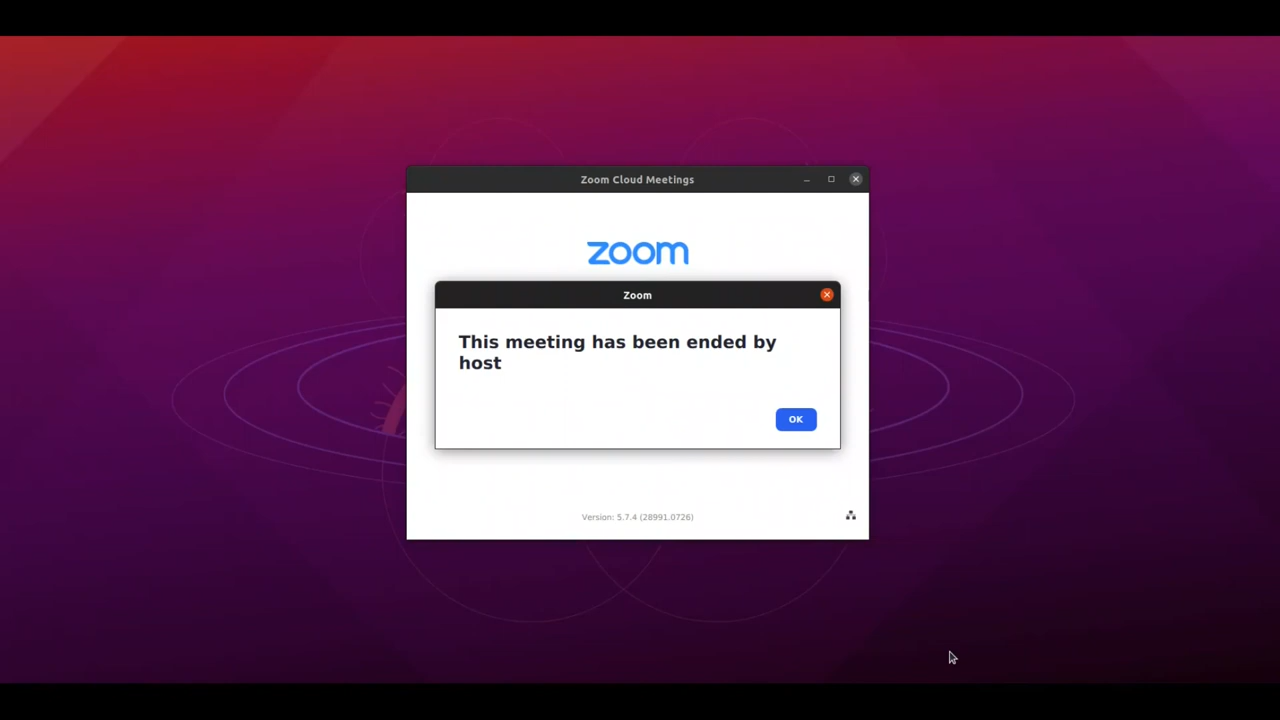 Zoom Cloud Meetings
zoom
Zoom
This meeting has been ended by
host
OK
Version: 5.7.4 (28991.0726)